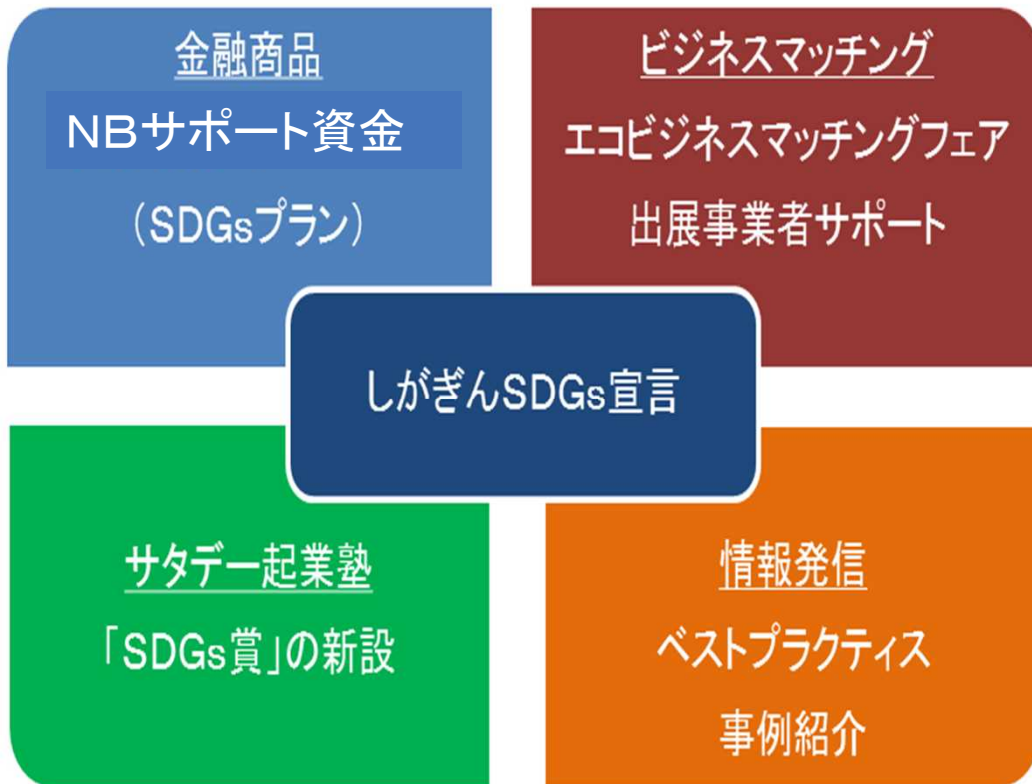 金融商品
NBサポート資金
(SDGsプラン)
ビジネスマッチング
エコビジネスマッチングフェア
出展事業者サポート
しがぎんSDGs宣言
サタデー起業塾
「SDGs賞」の新設
情報発信
ベストプラクティス
事例紹介